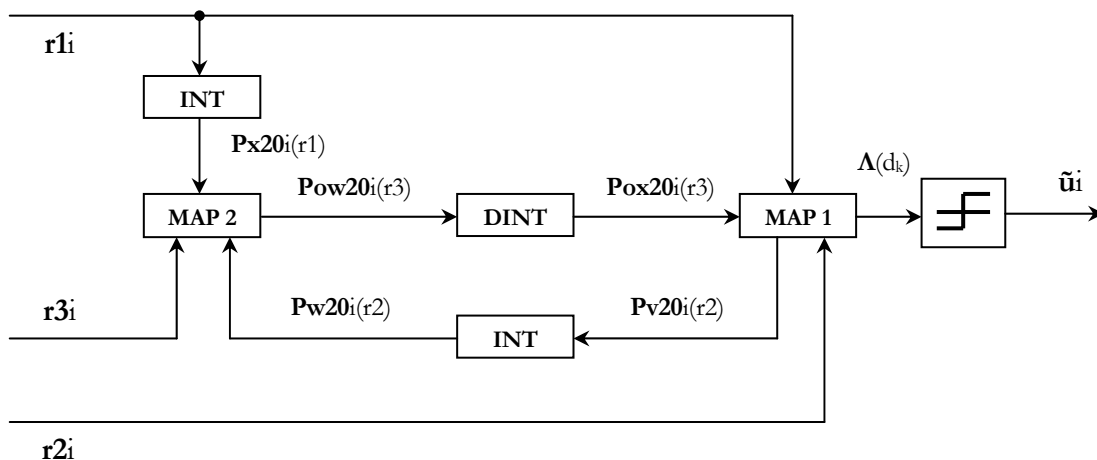 r1i
INT
Px20i(r1)
Λ(dk)
Pow20i(r3)
Pox20i(r3)
ũi
MAP 2
DINT
MAP 1
r3i
Pw20i(r2)
Pv20i(r2)
INT
r2i